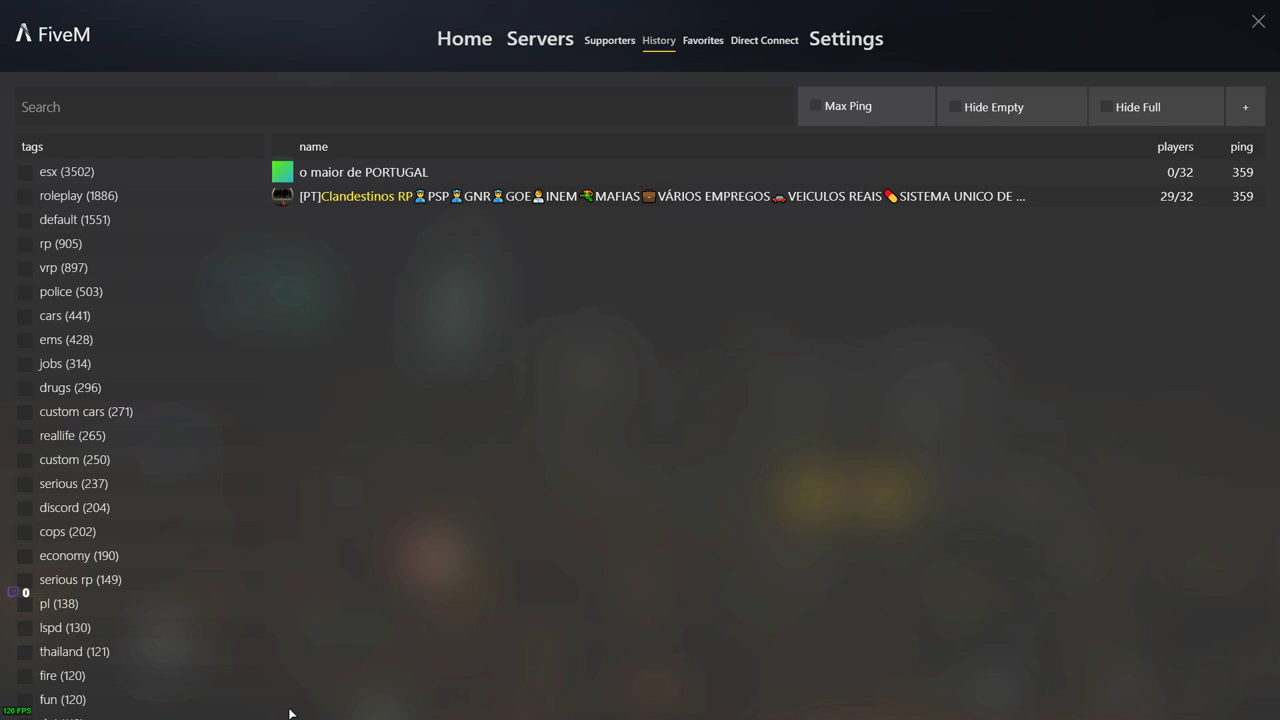 FiveM
Home Servers Supporters History Favorites Direct Connect Settings
Search
Max Ping
Hide Empty
Hide Full
+
tags
name players ping
esx (3502)
o maior de PORTUGAL 0/32 359
roleplay (1886)
[PT]Clandestinos RP👮PSP👮GNR👮GOE👨‍⚕️INEM🔫MAFIAS💼VÁRIOS EMPREGOS🚗VEICULOS REAIS💊SISTEMA UNICO DE ... 29/32 359
default (1551)
rp (905)
vrp (897)
police (503)
cars (441)
ems (428)
jobs (314)
drugs (296)
custom cars (271)
reallife (265)
custom (250)
serious (237)
discord (204)
cops (202)
economy (190)
serious rp (149)
0
pl (138)
lspd (130)
thailand (121)
fire (120)
fun (120)
120 FPS